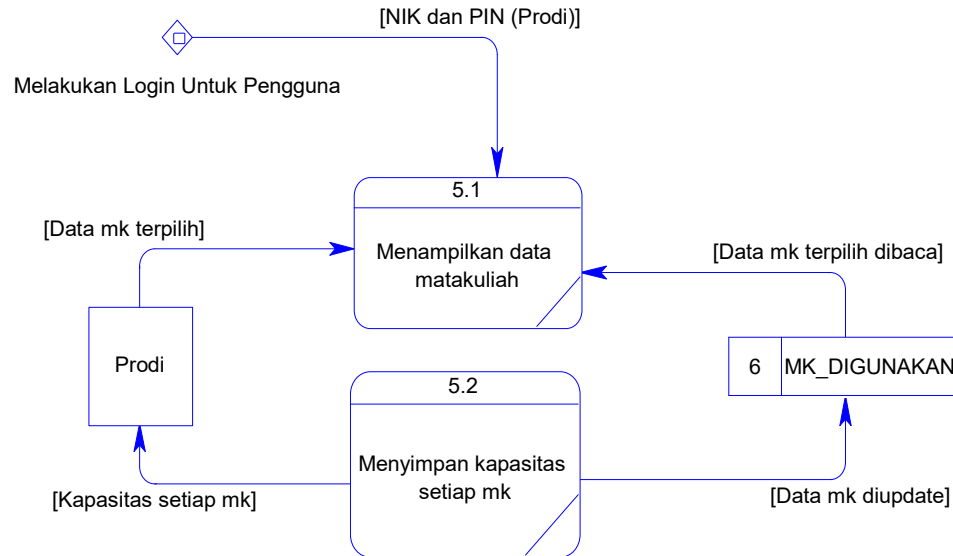 [NIK dan PIN (Prodi)]
Melakukan Login Untuk Pengguna
5.1
[Data mk terpilih]
Menampilkan data
matakuliah
[Data mk terpilih dibaca]
Prodi
6 MK_DIGUNAKAN
5.2
Menyimpan kapasitas
setiap mk
[Kapasitas setiap mk]
[Data mk diupdate]